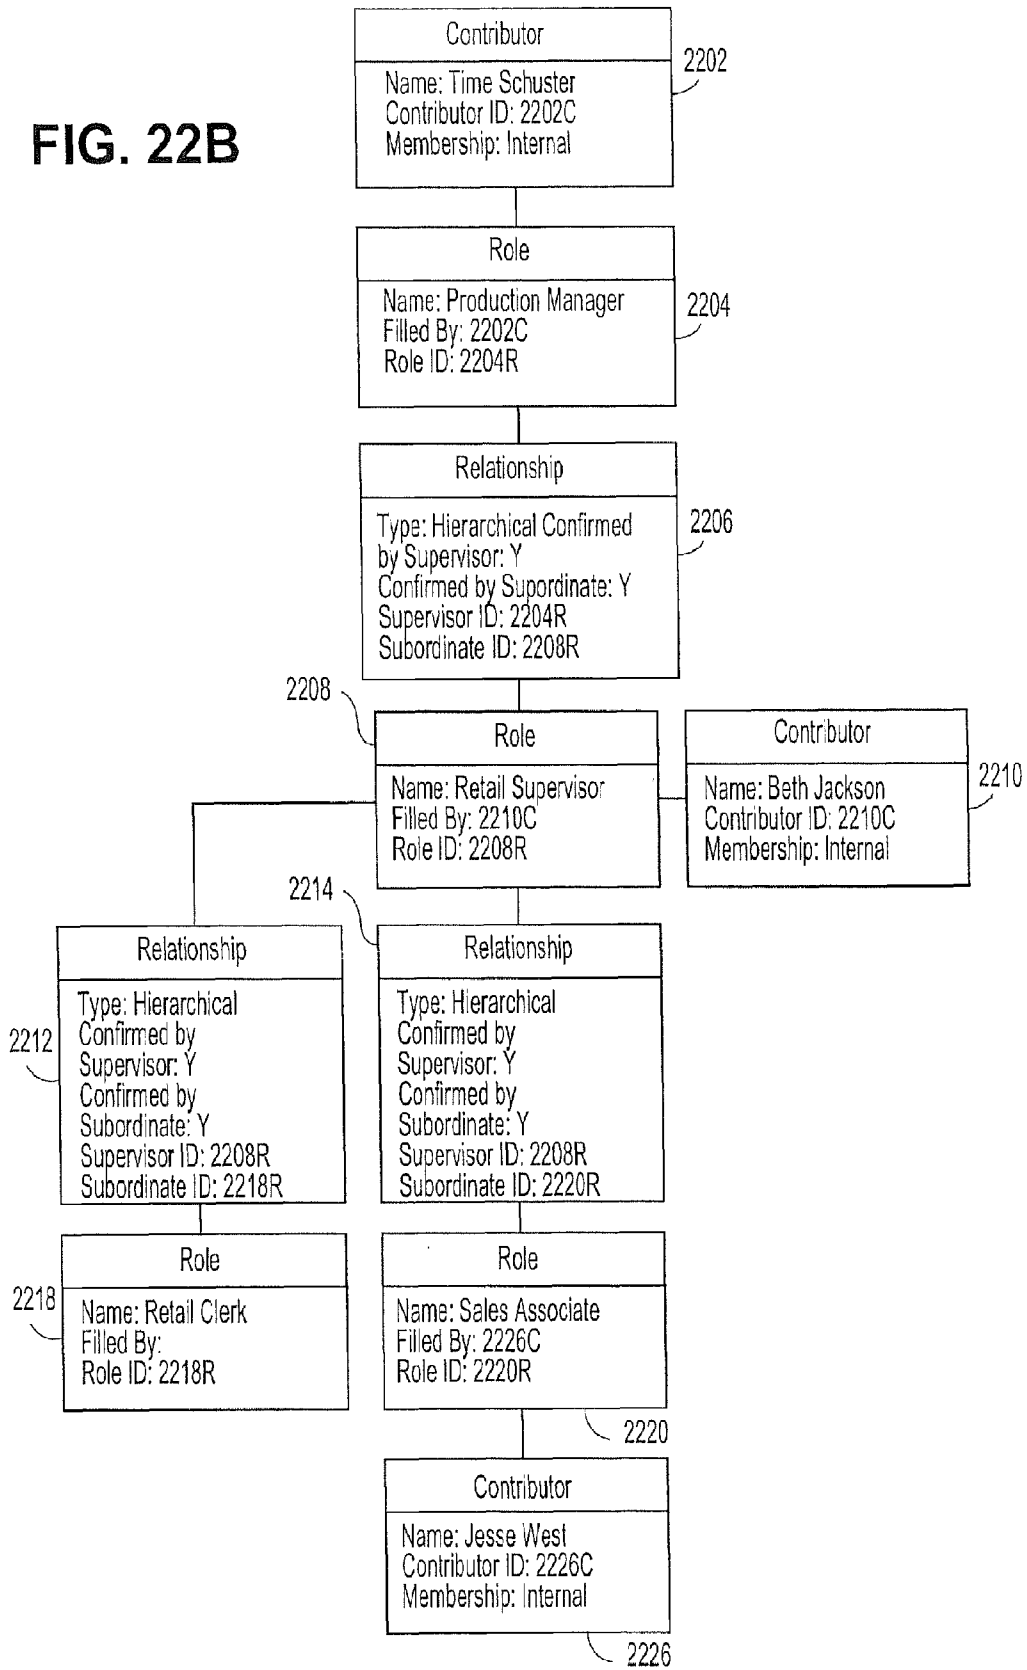 FIG. 22B
Contributor
Name: Time Schuster
Contributor ID: 2202C
Membership: Internal
2202
Role
Name: Production Manager
Filled By: 2202C
Role ID: 2204R
2204
Relationship
Type: Hierarchical Confirmed
by Supervisor: Y
Confirmed by Supordinate: Y
Supervisor ID: 2204R
Subordinate ID: 2208R
2206
2208
Role
Name: Retail Supervisor
Filled By: 2210C
Role ID: 2208R
Contributor
Name: Beth Jackson
Contributor ID: 2210C
Membership: Internal
2210
2212
Relationship
Type: Hierarchical
Confirmed by
Supervisor: Y
Confirmed by
Subordinate: Y
Supervisor ID: 2208R
Subordinate ID: 2218R
2214
Relationship
Type: Hierarchical
Confirmed by
Supervisor: Y
Confirmed by
Subordinate: Y
Supervisor ID: 2208R
Subordinate ID: 2220R
2218
Role
Name: Retail Clerk
Filled By:
Role ID: 2218R
Role
Name: Sales Associate
Filled By: 2226C
Role ID: 2220R
2220
Contributor
Name: Jesse West
Contributor ID: 2226C
Membership: Internal
2226